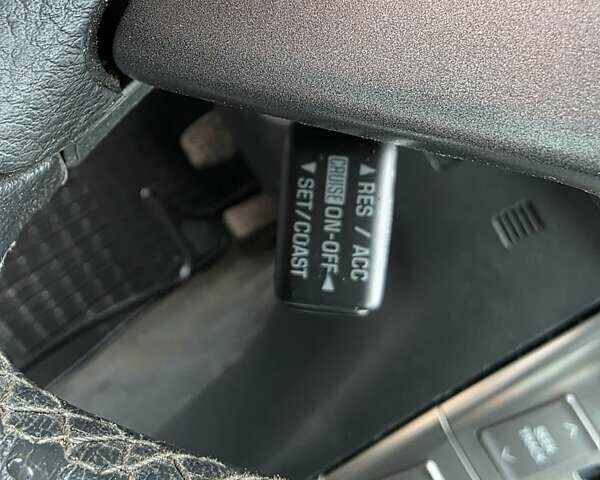 ▲ RES / ACC
CRUISE ON-OFF ◀
▼ SET/COAST